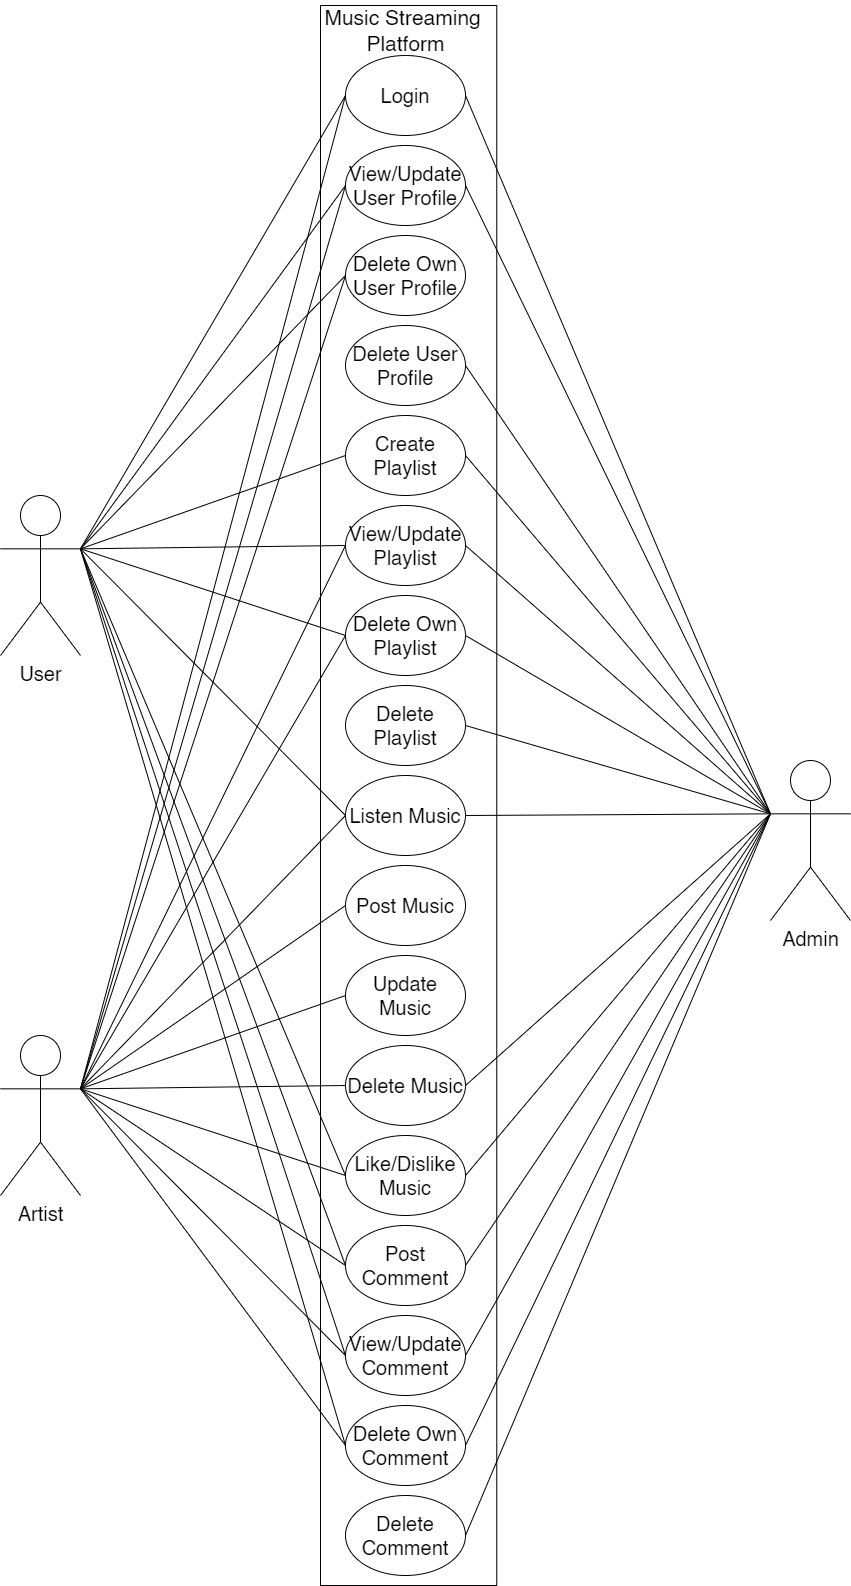 Music Streaming
Platform
Login
View/Update
User Profile
Delete Own
User Profile
Delete User
Profile
Create
Playlist
View/Update
Playlist
Delete Own
Playlist
User
Delete
Playlist
Listen Music
Post Music
Admin
Update
Music
Delete Music
Like/Dislike
Music
Artist
Post
Comment
View/Update
Comment
Delete Own
Comment
Delete
Comment